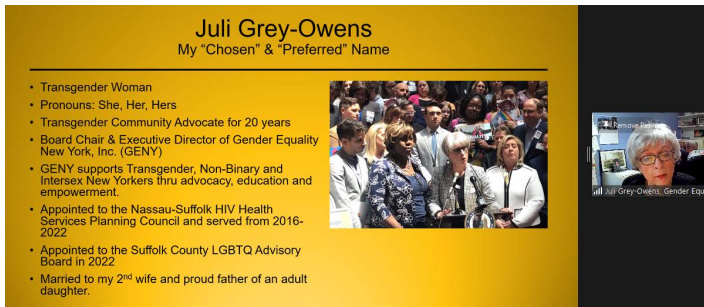 Juli Grey-Owens
My “Chosen” & “Preferred” Name
• Transgender Woman
• Pronouns: She, Her, Hers
• Transgender Community Advocate for 20 years
• Board Chair & Executive Director of Gender Equality
New York, Inc. (GENY)
• GENY supports Transgender, Non-Binary and
Intersex New Yorkers thru advocacy, education and
empowerment.
• Appointed to the Nassau-Suffolk HIV Health
Services Planning Council and served from 2016-
2022
• Appointed to the Suffolk County LGBTQ Advisory
Board in 2022
• Married to my 2nd wife and proud father of an adult
daughter.
Remove Pin
Juli Grey-Owens, Gender Equ